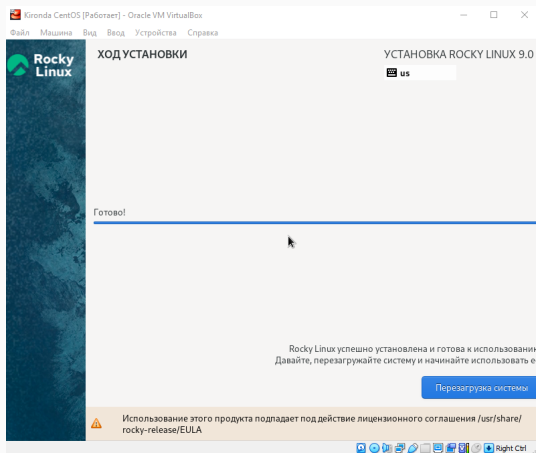 Kironda CentOS [Работает] - Oracle VM VirtualBox
Файл Машина Вид Ввод Устройства Справка
Rocky
Linux
ХОД УСТАНОВКИ
УСТАНОВКА ROCKY LINUX 9.0
us
Готово!
Rocky Linux успешно установлена и готова к использовани
Давайте, перезагружайте систему и начинайте использовать е
Перезагрузка системы
Использование этого продукта подпадает под действие лицензионного соглашения /usr/share/
rocky-release/EULA
Right Ctrl